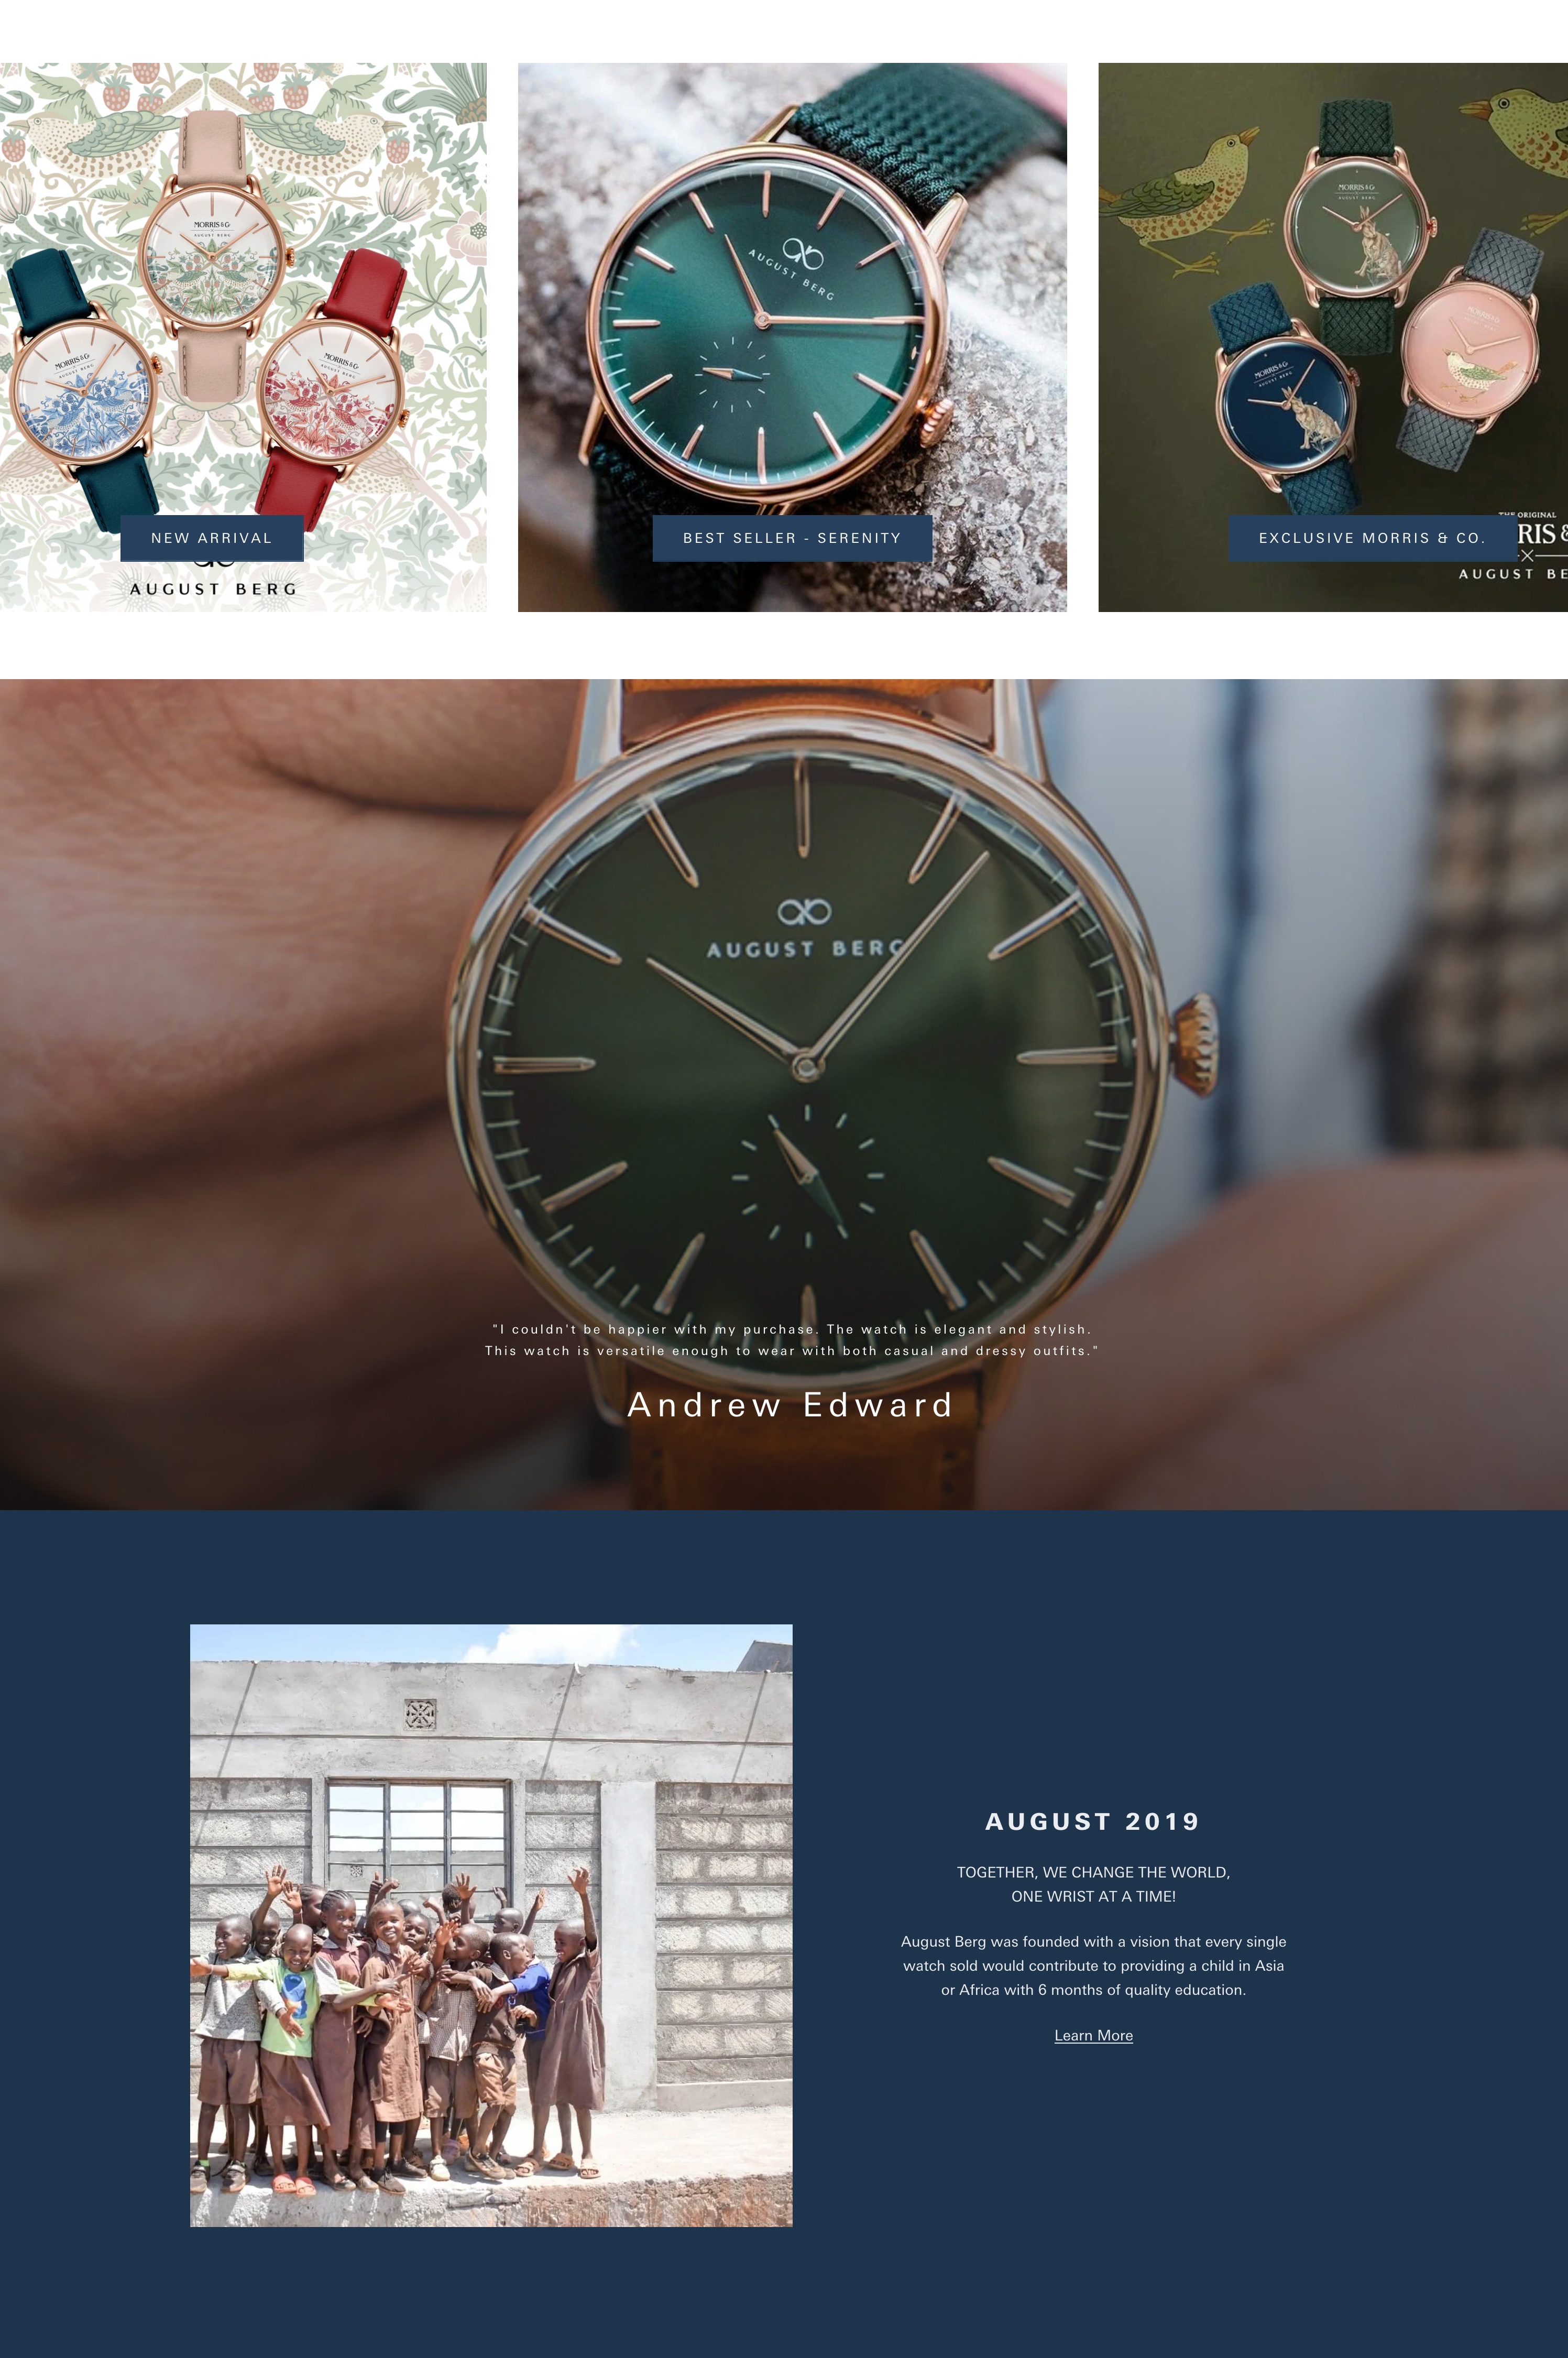 MORRIS & Co
AUGUST BERG
MORRIS & Co
AUGUST BERG
MORRIS & Co
AUGUST BERG
NEW ARRIVAL
AUGUST BERG
AUGUST BERG
BEST SELLER - SERENITY
MORRIS & Co
MORRIS & Co
AUGUST BERG
MORRIS & Co
THE ORIGINAL
EXCLUSIVE MORRIS & CO.
RIS &
AUGUST BE
AUGUST BERG
"I couldn't be happier with my purchase. The watch is elegant and stylish.
This watch is versatile enough to wear with both casual and dressy outfits."
Andrew Edward
AUGUST 2019
TOGETHER, WE CHANGE THE WORLD,
ONE WRIST AT A TIME!
August Berg was founded with a vision that every single
watch sold would contribute to providing a child in Asia
or Africa with 6 months of quality education.
Learn More